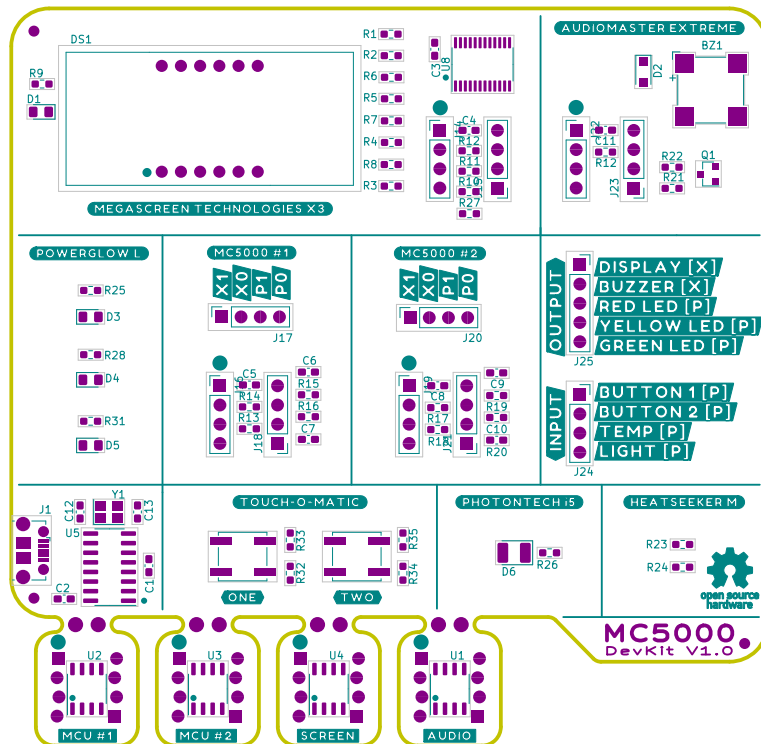 DS1
R1
R2
R6
R5
R7
R4
R8
R3
R9
D1
C3
U8
J14
C4
R12
R11
R10
R27
MEGASCREEN TECHNOLOGIES X3
AUDIOMASTER EXTREME
BZ1
+
D2
J22
C11
R12
J23
R22
R21
Q1
POWERGLOW L
R25
D3
R28
D4
R31
D5
MC5000 #1
X1
X0
P1
P0
J17
J16
C5
R14
R13
J18
C6
R15
R16
C7
MC5000 #2
X1
X0
P1
P0
J20
J19
C8
R17
R18
J21
C9
R19
C10
R20
OUTPUT
DISPLAY [X]
BUZZER [X]
RED LED [P]
YELLOW LED [P]
GREEN LED [P]
J25
INPUT
BUTTON 1 [P]
BUTTON 2 [P]
TEMP [P]
LIGHT [P]
J24
J1
C12
Y1
C13
U5
C1
C2
TOUCH-O-MATIC
R33
R32
ONE
R35
R34
TWO
PHOTONTECH i5
D6
R26
HEATSEEKER M
R23
R24
open source
hardware
MC5000
DevKit V1.0
U2
MCU #1
U3
MCU #2
U4
SCREEN
U1
AUDIO